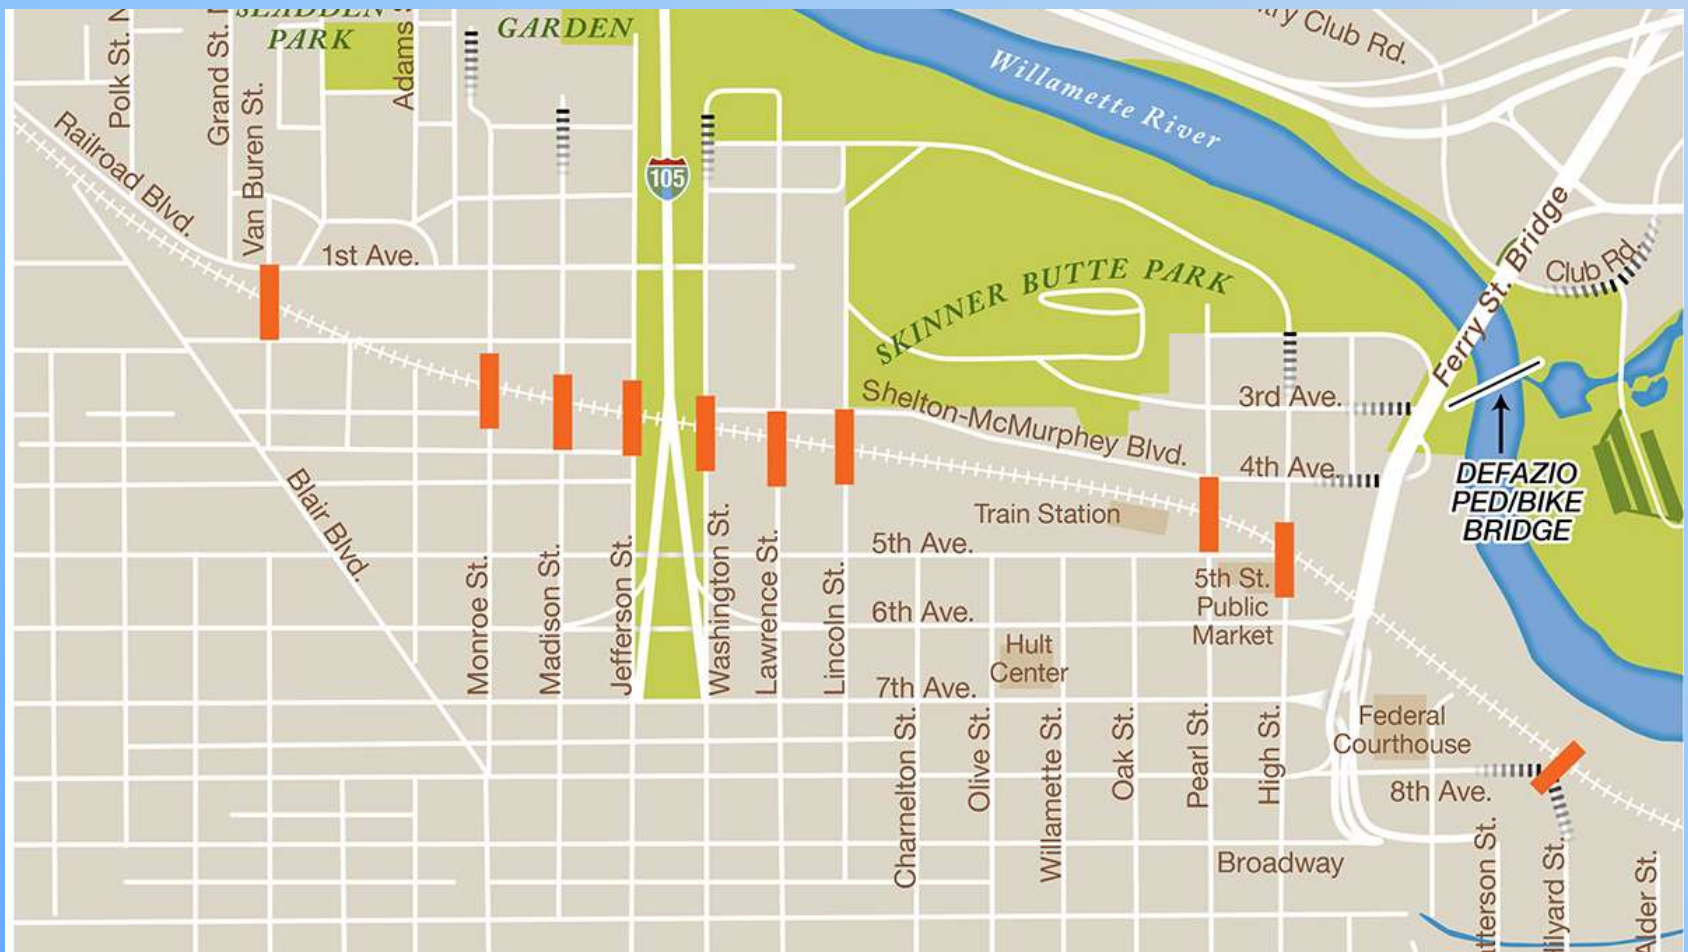 PARK
GARDEN
Polk St. N
Grand St.
Van Buren St.
Adams
Railroad Blvd.
1st Ave.
105
Willamette River
Club Rd.
Ferry St. Bridge
Club Rd.
SKINNER BUTTE PARK
Shelton-McMurphey Blvd.
3rd Ave.
4th Ave.
DEFAZIO
PED/BIKE
BRIDGE
Train Station
Blair Blvd.
5th Ave.
5th St.
Public
Market
6th Ave.
Hult
Center
7th Ave.
Monroe St.
Madison St.
Jefferson St.
Washington St.
Lawrence St.
Lincoln St.
Charnelton St.
Olive St.
Willamette St.
Oak St.
Pearl St.
High St.
Federal
Courthouse
8th Ave.
Broadway
tterson St.
illyard St.
Alder St.